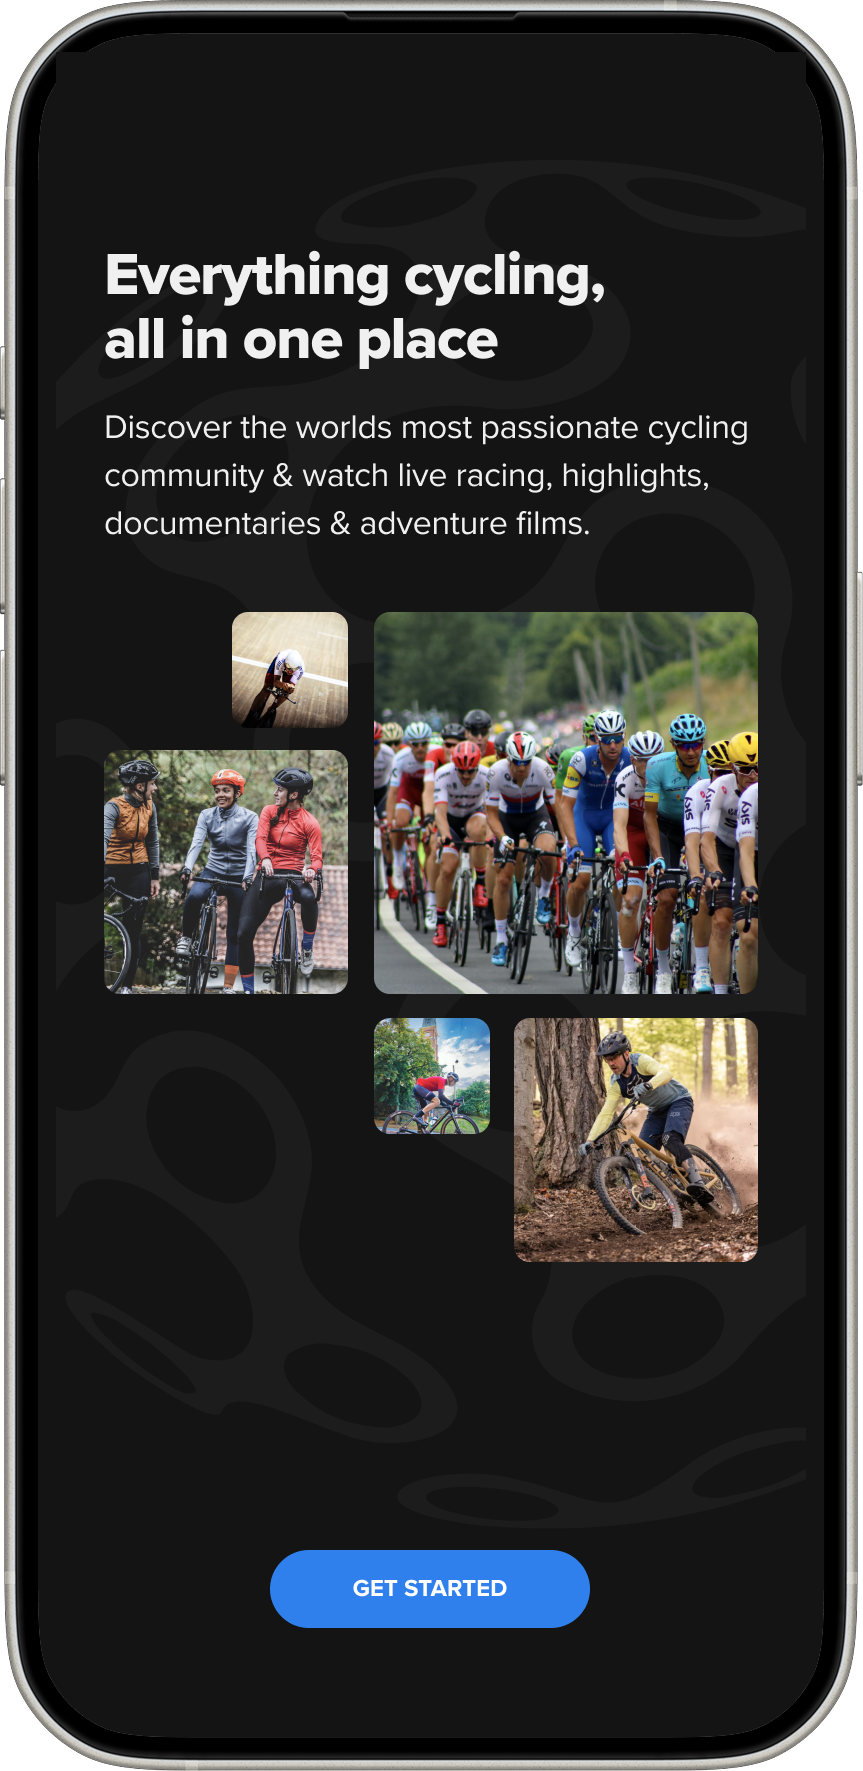 Everything cycling,
all in one place
Discover the worlds most passionate cycling
community & watch live racing, highlights,
documentaries & adventure films.
sky
GET STARTED